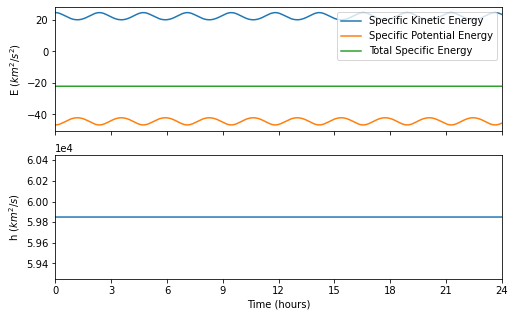 20
0
−20
−40
E (km²/s²)
Specific Kinetic Energy
Specific Potential Energy
Total Specific Energy
1e4
6.04
6.02
6.00
5.98
5.96
5.94
h (km²/s)
0 3 6 9 12 15 18 21 24
Time (hours)